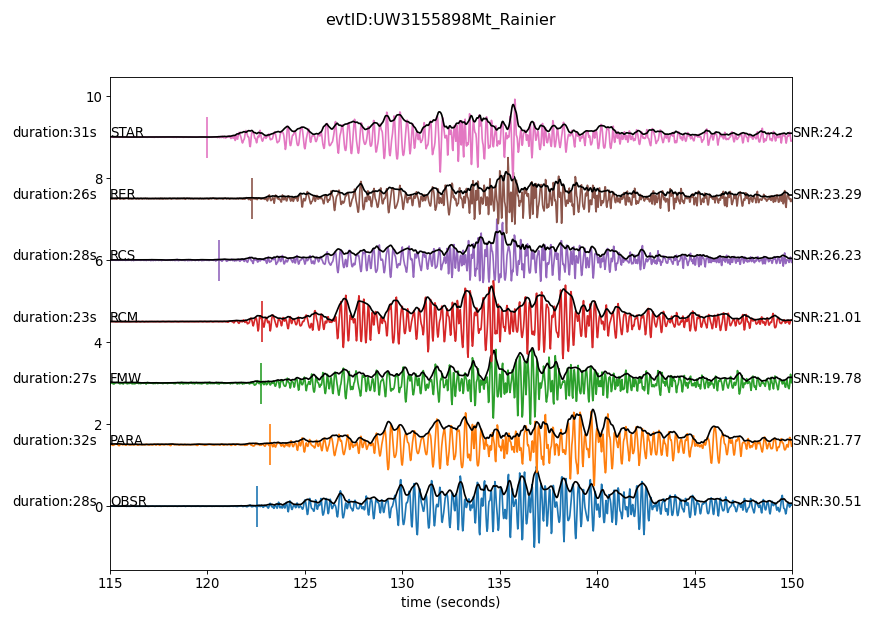 evtID:UW3155898Mt_Rainier
10
duration:31s STAR SNR:24.2
8
duration:26s RER SNR:23.29
duration:28s RCS SNR:26.23
6
duration:23s RCM SNR:21.01
4
duration:27s FMW SNR:19.78
2
duration:32s PARA SNR:21.77
duration:28s OBSR SNR:30.51
0
115 120 125 130 135 140 145 150
time (seconds)